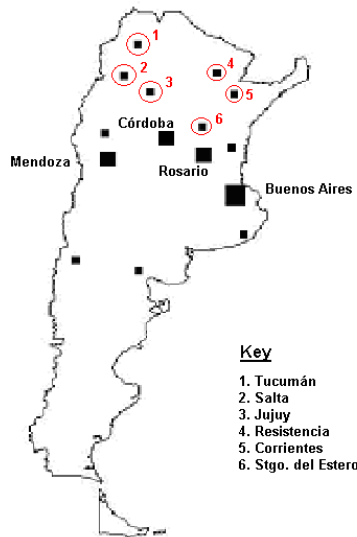 1
2
3
4
5
6
Córdoba
Mendoza
Rosario
Buenos Aires
Key
1. Tucumán
2. Salta
3. Jujuy
4. Resistencia
5. Corrientes
6. Stgo. del Estero